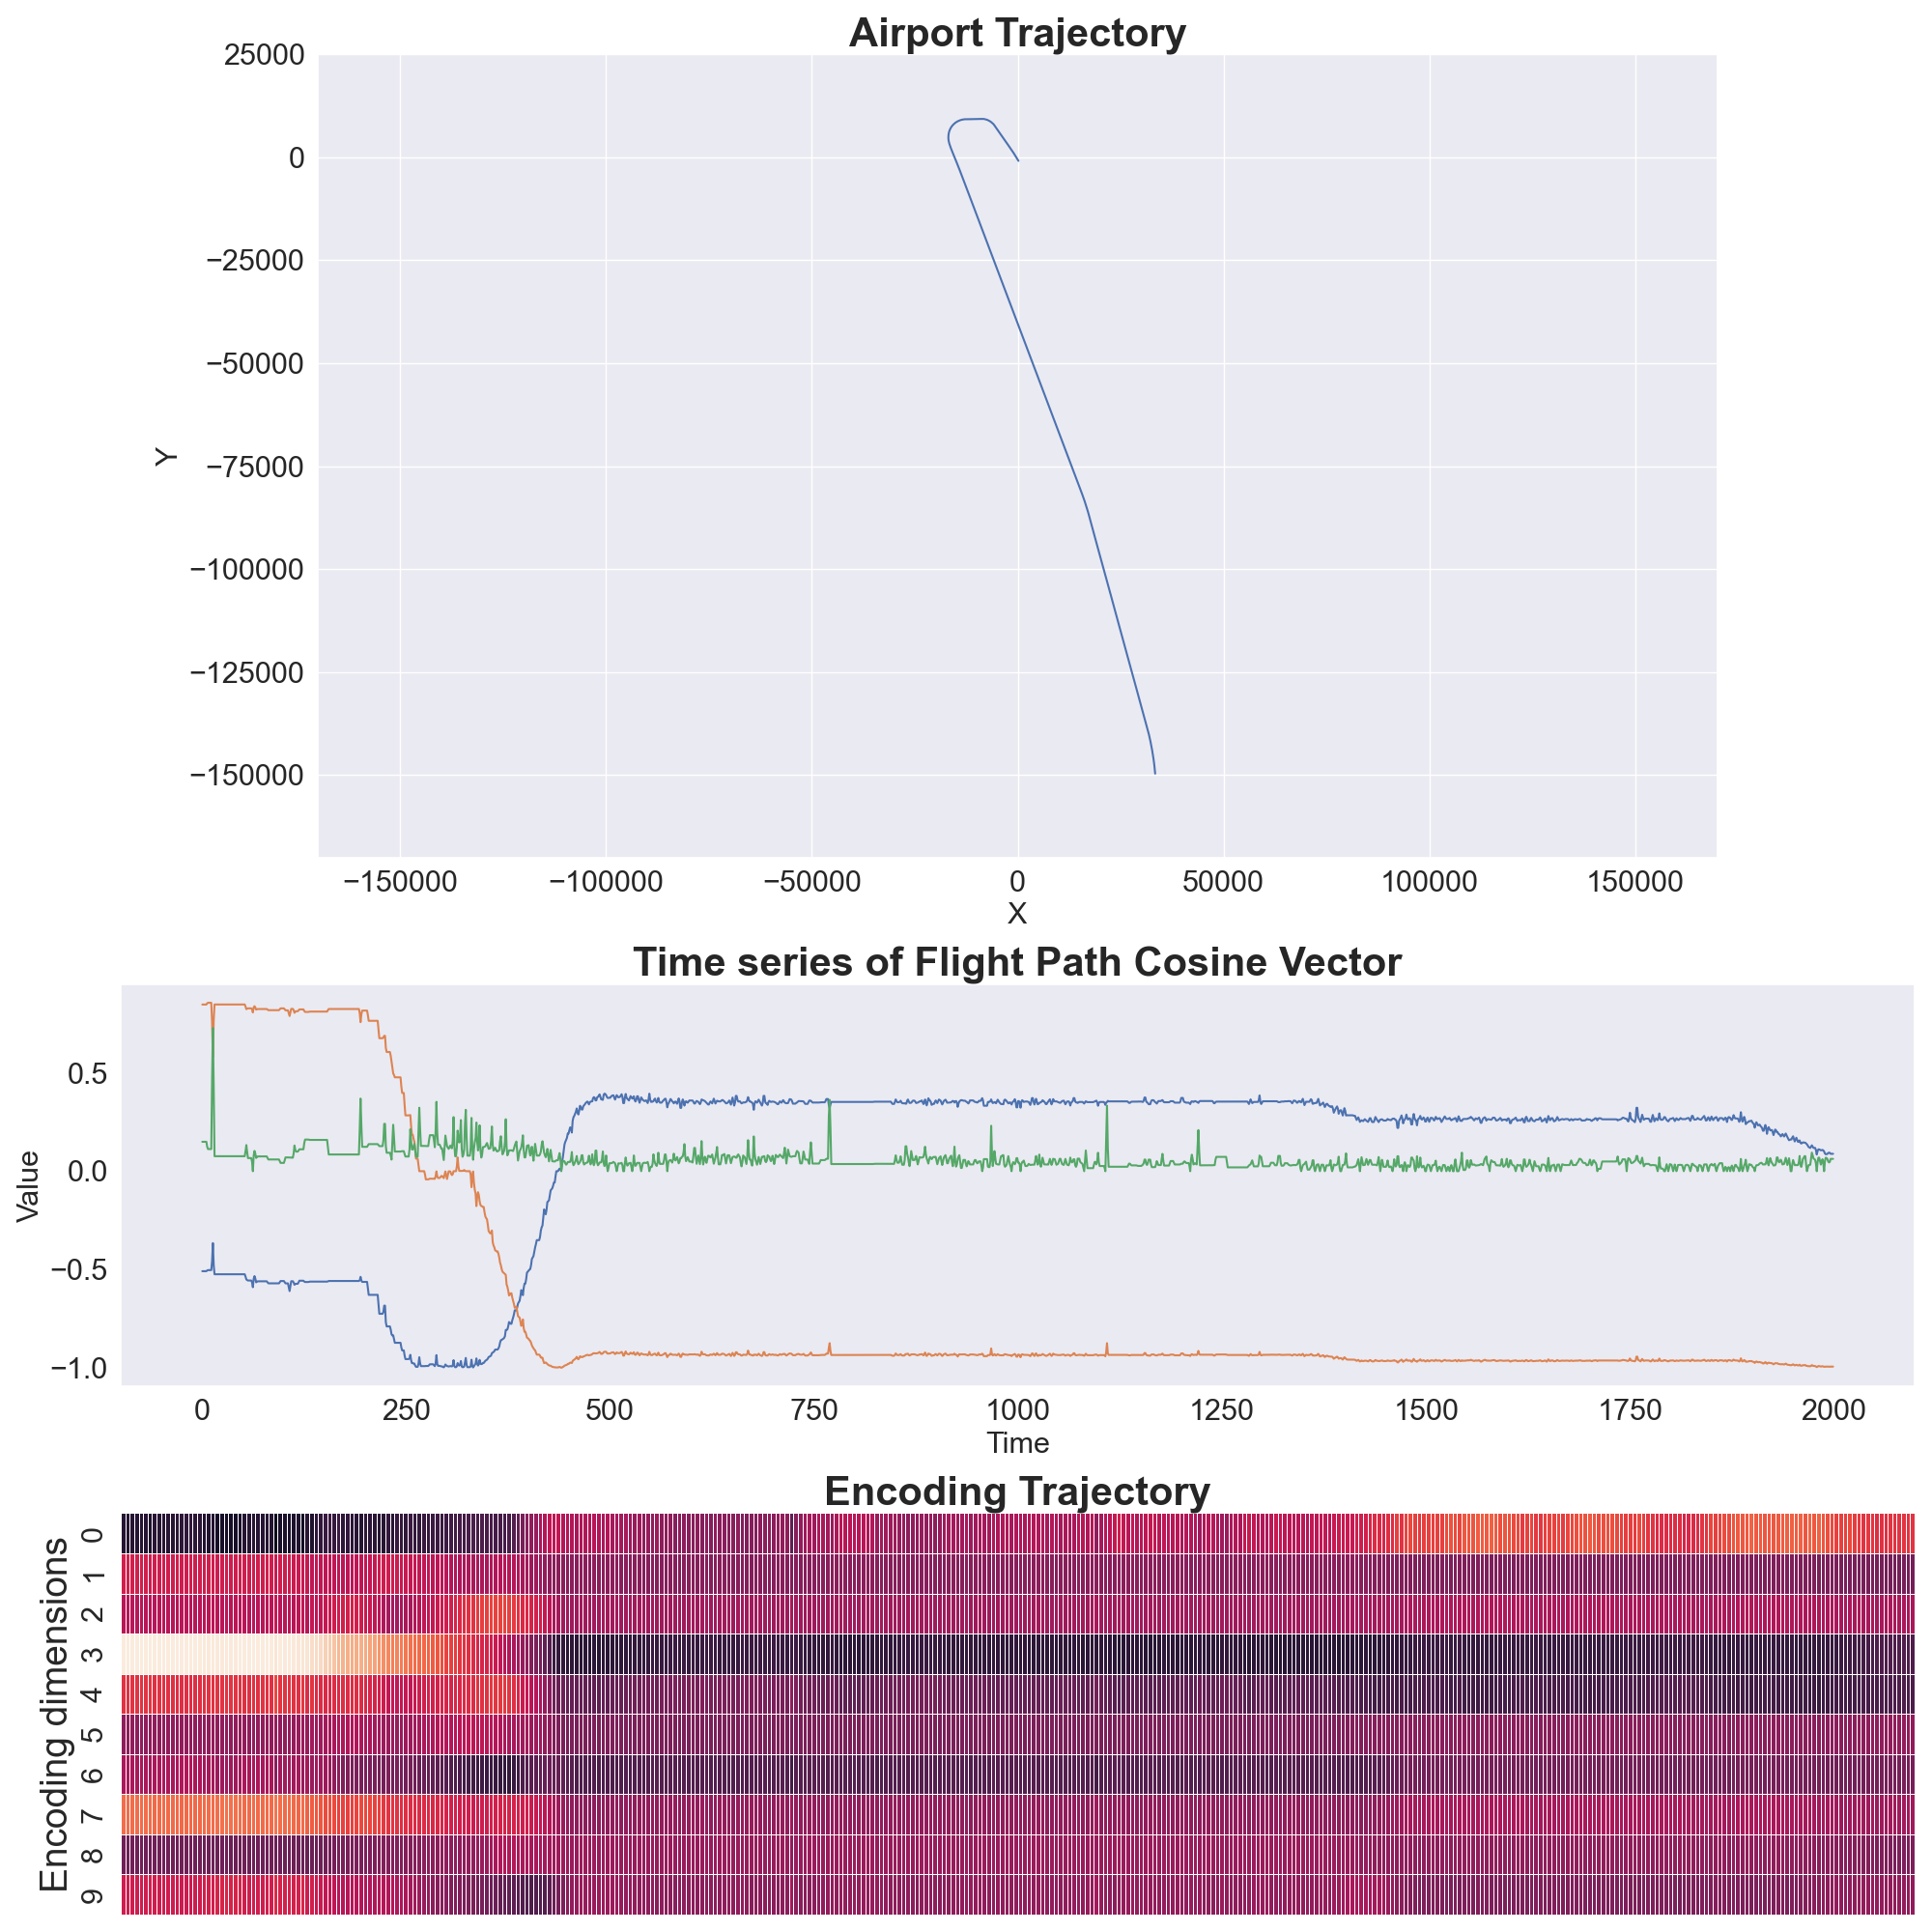 Airport Trajectory
25000
0
−25000
−50000
−75000
−100000
−125000
−150000
Y
−150000 −100000 −50000 0 50000 100000 150000
X
Time series of Flight Path Cosine Vector
0.5
0.0
−0.5
−1.0
Value
0 250 500 750 1000 1250 1500 1750 2000
Time
Encoding Trajectory
0
1
2
3
4
5
6
7
8
9
Encoding dimensions